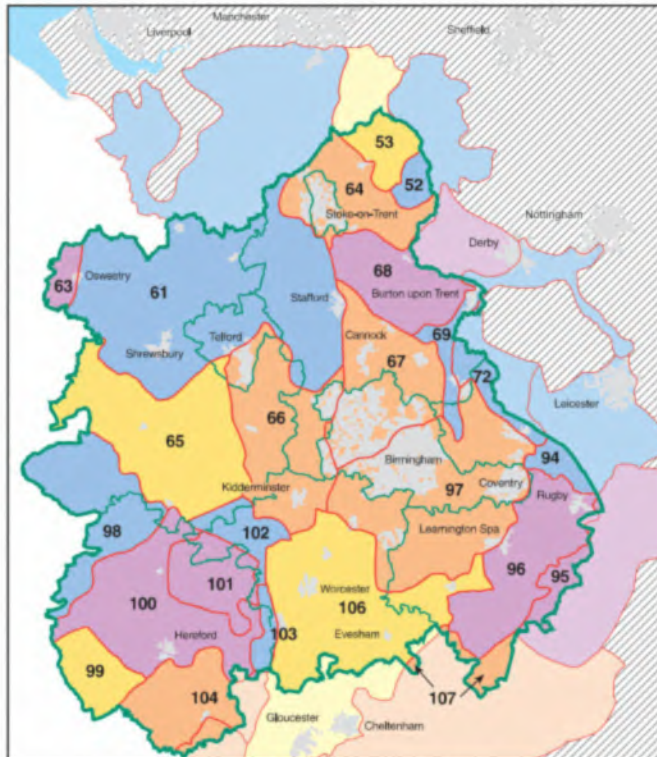 Manchester
Liverpool
Sheffield
53
64
52
Stoke-on-Trent
Nottingham
Derby
63
Oswestry
68
61
Stafford
Burton upon Trent
Telford
Cannock
69
Shrewsbury
67
72
Leicester
66
65
Birmingham
94
Kidderminster
97
Coventry
Rugby
98
102
Leamington Spa
101
96
95
100
Worcester
106
Hereford
103
Evesham
99
104
107
Gloucester
Cheltenham